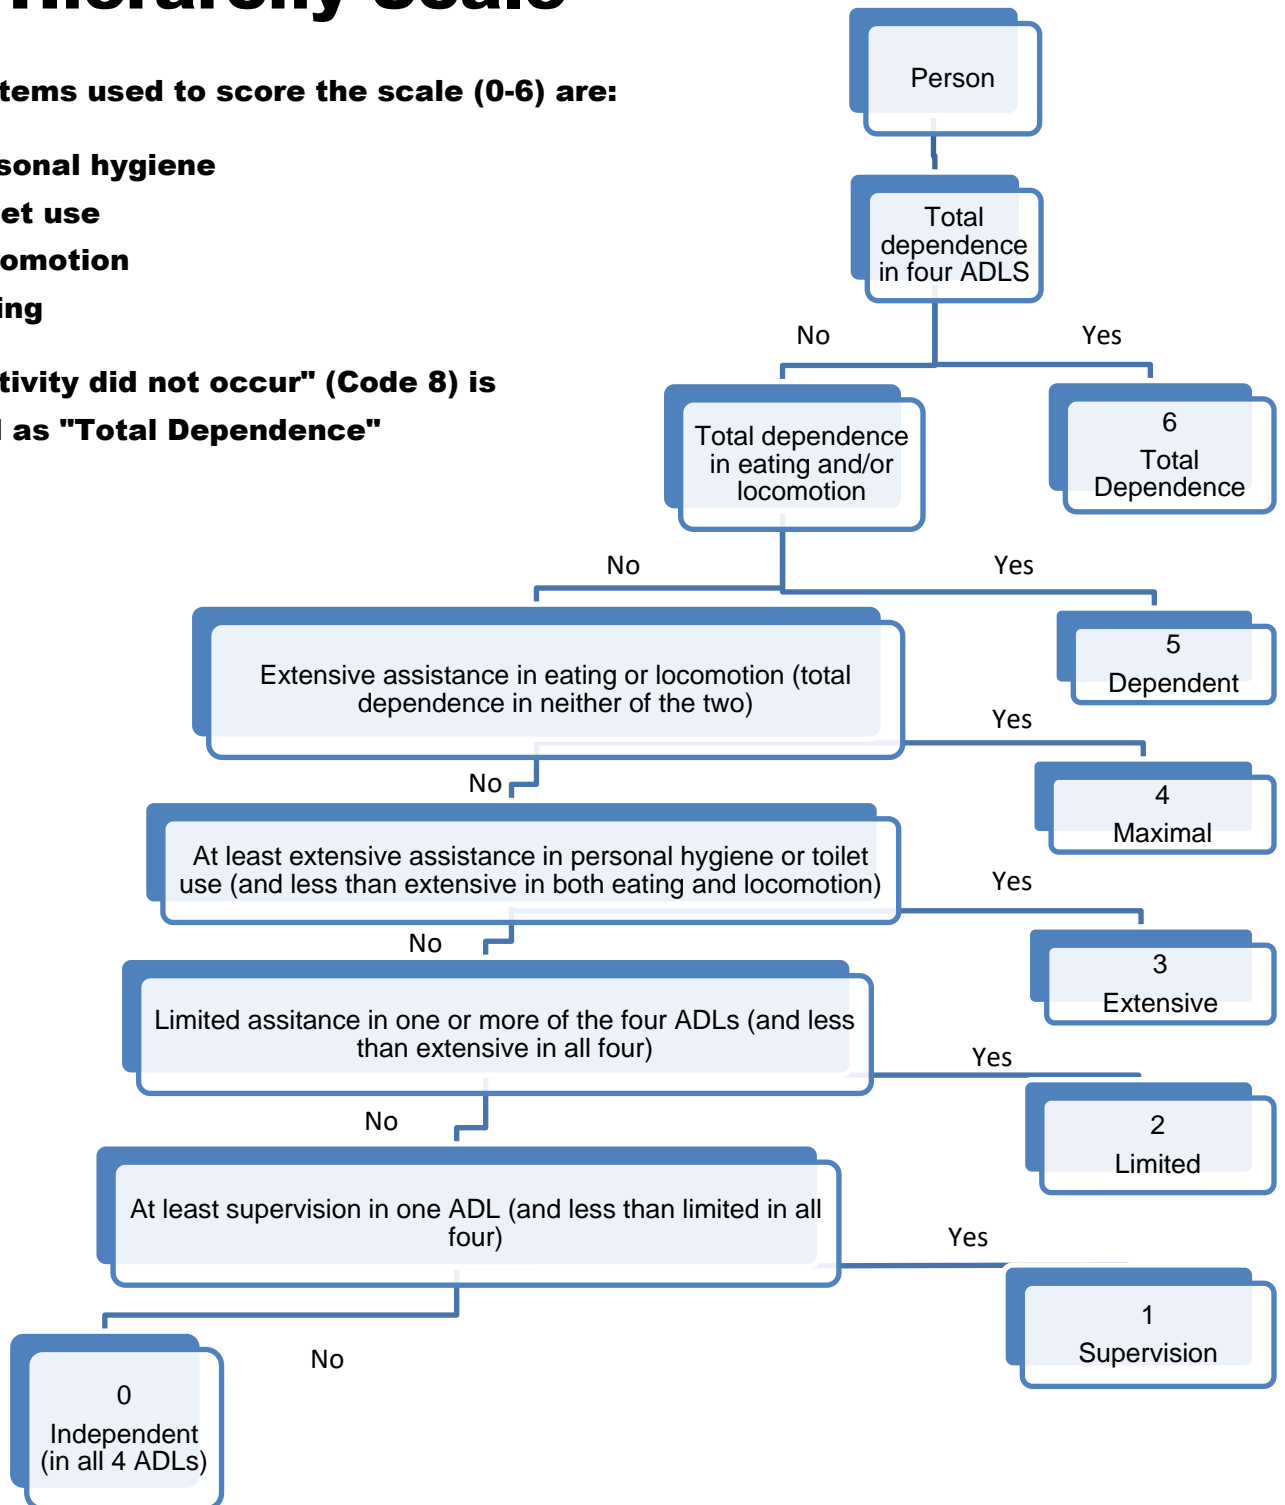 Hierarchy Scale
tems used to score the scale (0-6) are:
sonal hygiene
et use
omotion
ing
tivity did not occur" (Code 8) is
as "Total Dependence"
Person
Total
dependence
in four ADLS
No
Yes
Total dependence
in eating and/or
locomotion
6
Total
Dependence
No
Yes
Extensive assistance in eating or locomotion (total
dependence in neither of the two)
5
Dependent
Yes
No
4
Maximal
At least extensive assistance in personal hygiene or toilet
use (and less than extensive in both eating and locomotion)
Yes
No
3
Extensive
Limited assitance in one or more of the four ADLs (and less
than extensive in all four)
Yes
No
2
Limited
At least supervision in one ADL (and less than limited in all
four)
Yes
1
Supervision
No
0
Independent
(in all 4 ADLs)